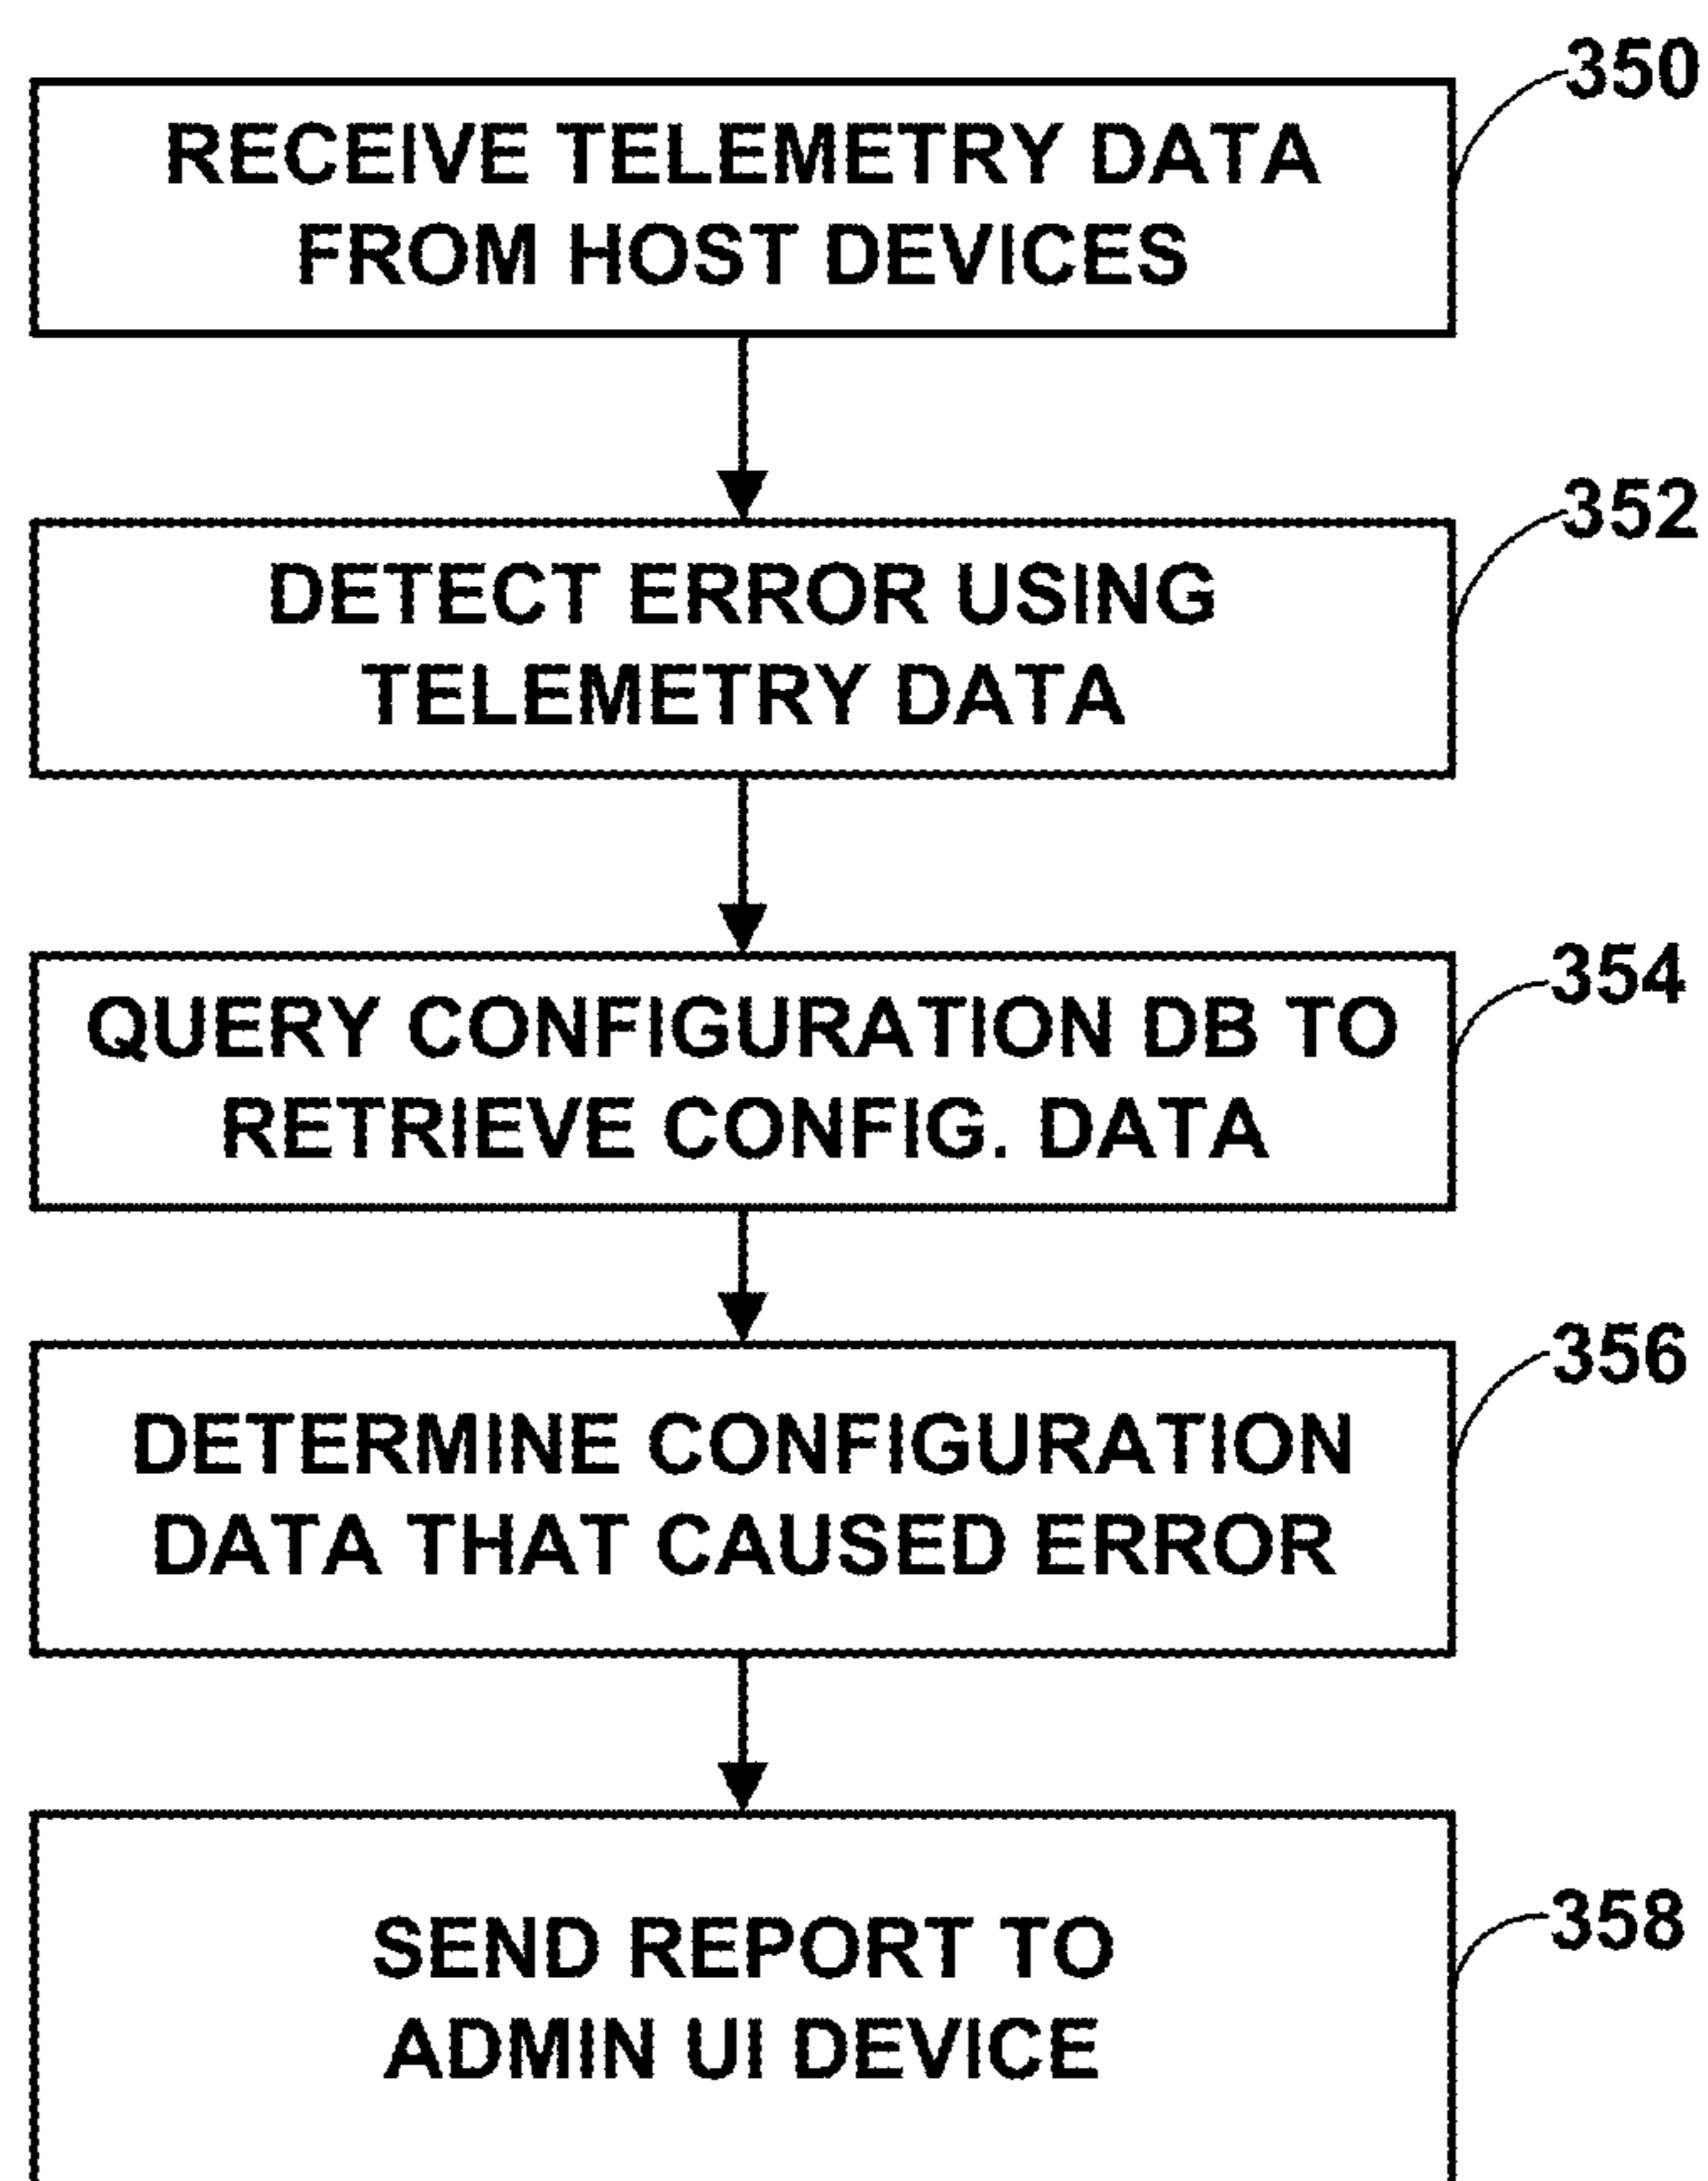 350
RECEIVE TELEMETRY DATA
FROM HOST DEVICES
352
DETECT ERROR USING
TELEMETRY DATA
354
QUERY CONFIGURATION DB TO
RETRIEVE CONFIG. DATA
356
DETERMINE CONFIGURATION
DATA THAT CAUSED ERROR
358
SEND REPORT TO
ADMIN UI DEVICE